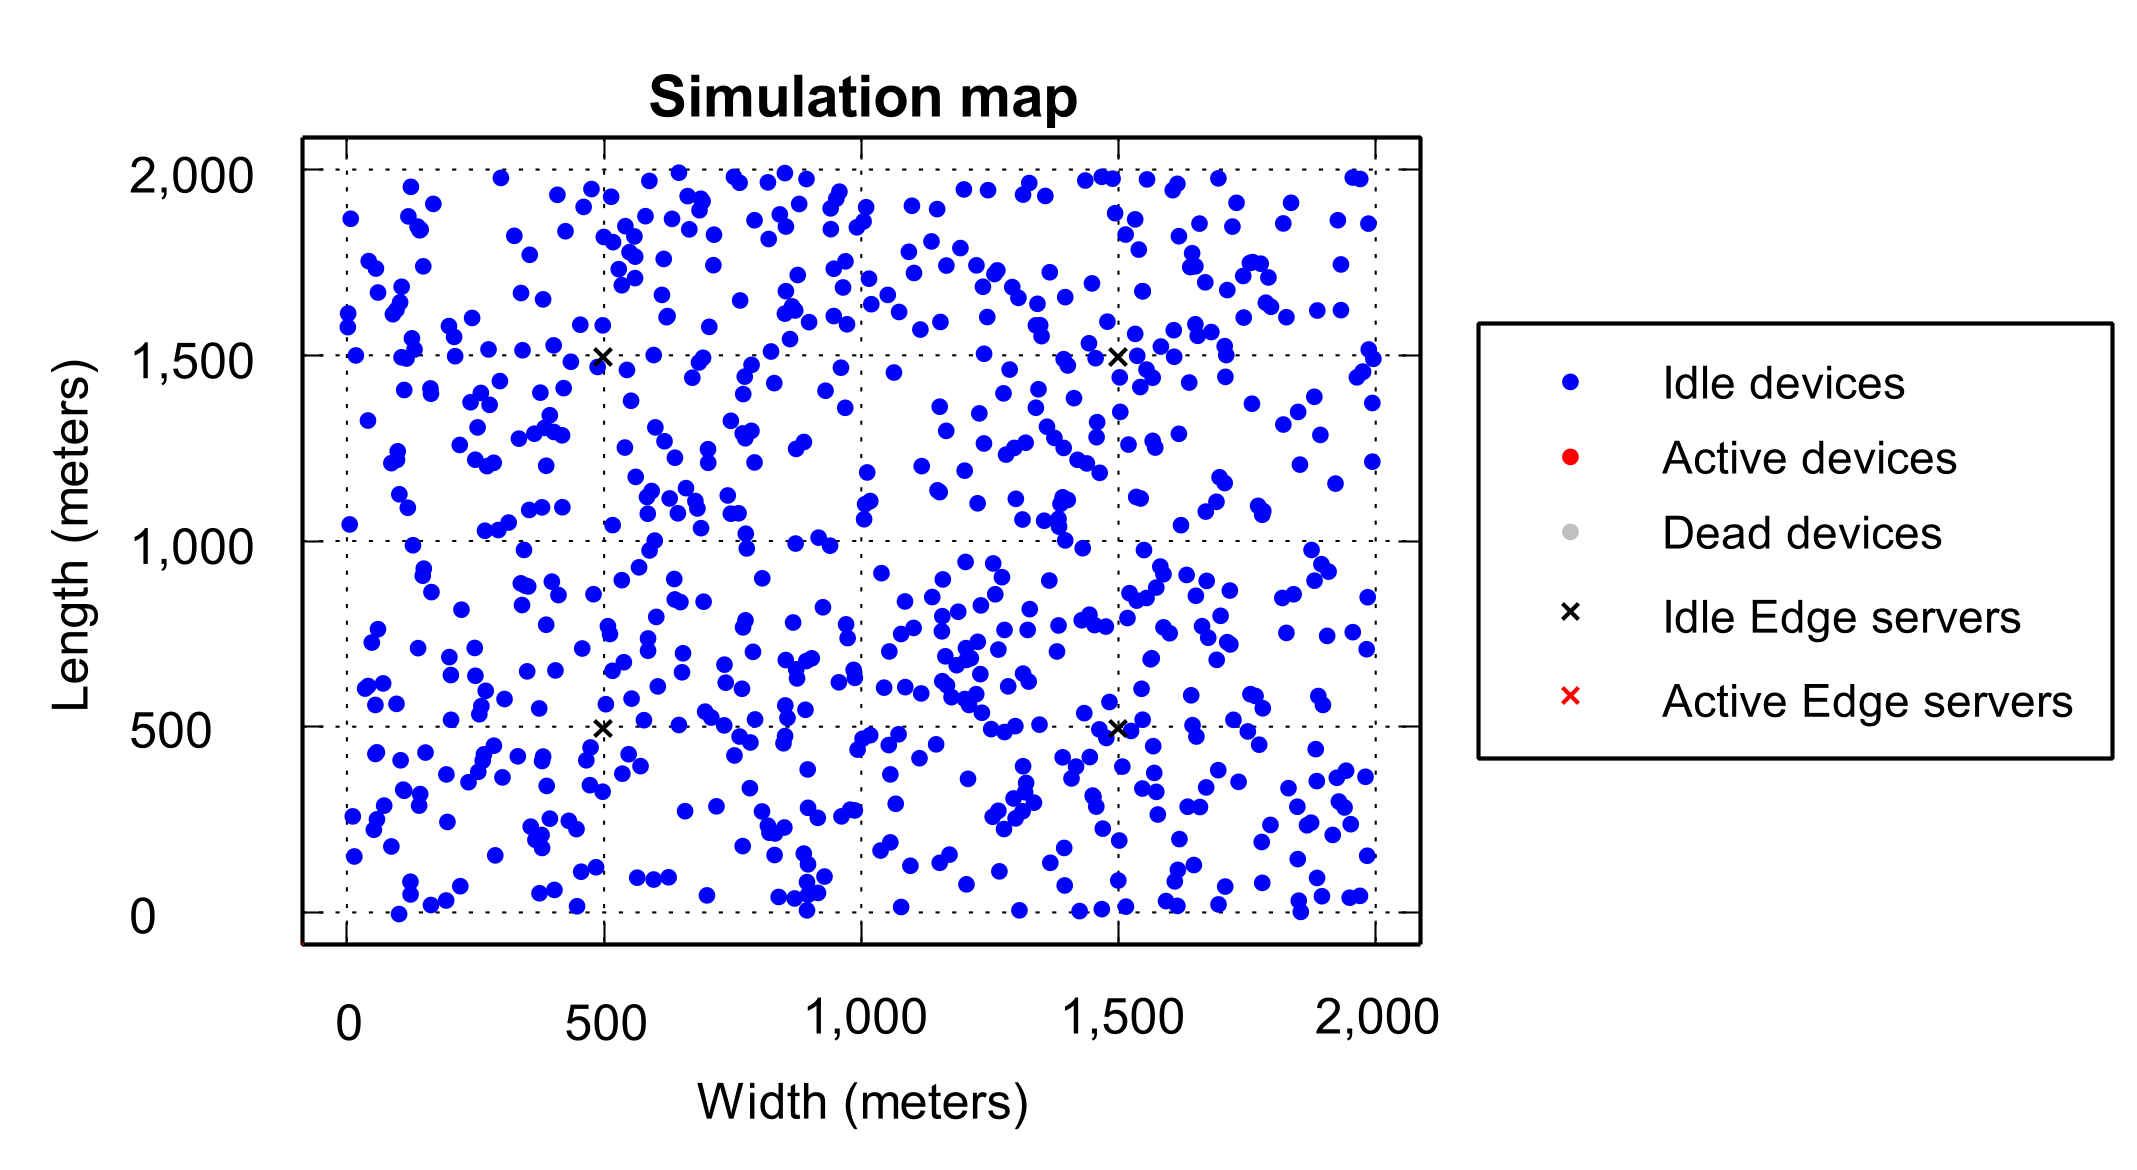 Simulation map
Length (meters)
2,000
1,500
1,000
500
0
0
500
1,000
1,500
2,000
Width (meters)
Idle devices
Active devices
Dead devices
Idle Edge servers
Active Edge servers